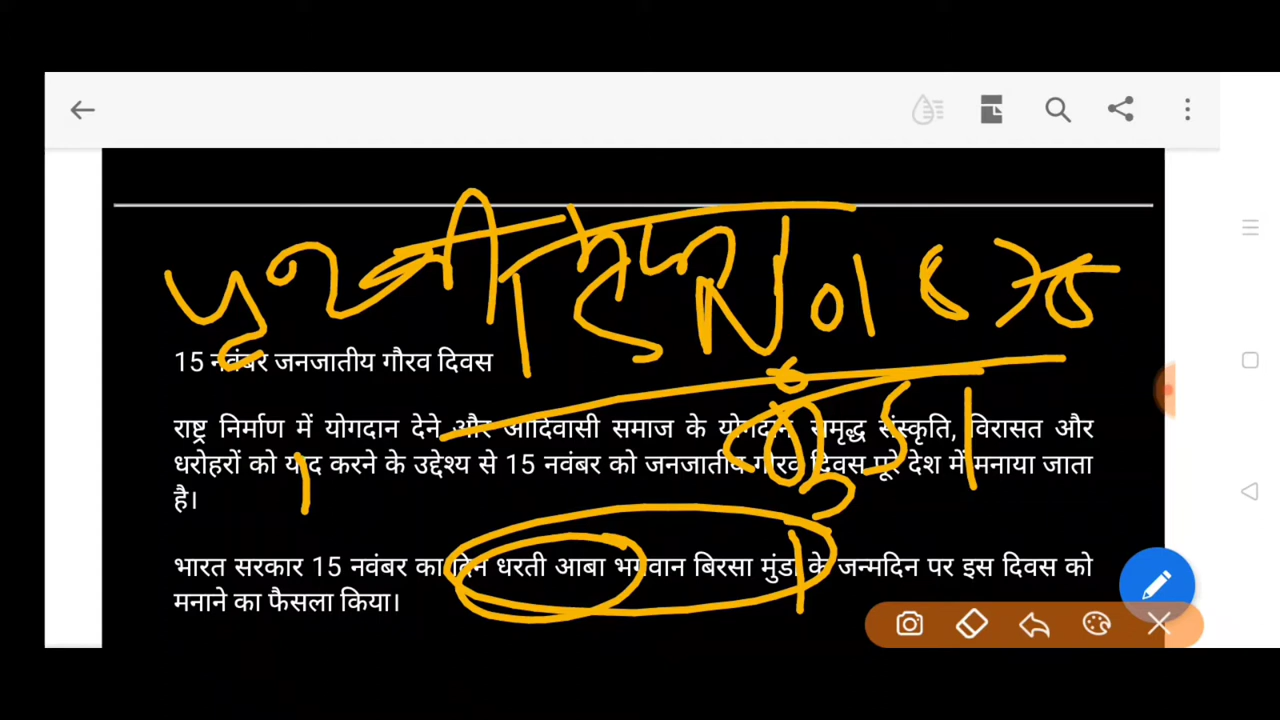 पृथ्वी
15 नवंबर जनजातीय गौरव दिवस
मुंडा
राष्ट्र निर्माण में योगदान देने और आदिवासी समाज के योगदान, समृद्ध संस्कृति, विरासत और
धरोहरों को याद करने के उद्देश्य से 15 नवंबर को जनजातीय गौरव दिवस पूरे देश में मनाया जाता
है।
भारत सरकार 15 नवंबर का दिन धरती आबा भगवान बिरसा मुंडा के जन्मदिन पर इस दिवस को
मनाने का फैसला किया।